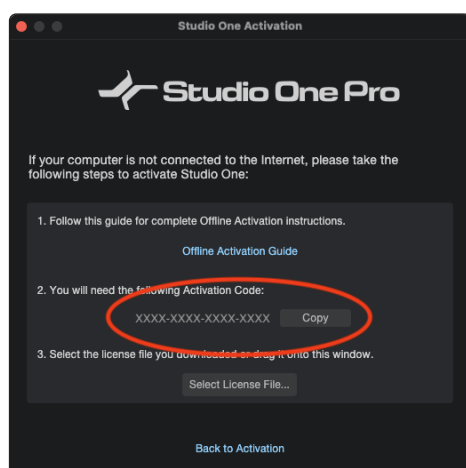 Studio One Activation
Studio One Pro
If your computer is not connected to the Internet, please take the
following steps to activate Studio One:
1. Follow this guide for complete Offline Activation instructions.
Offline Activation Guide
2. You will need the following Activation Code:
XXXX-XXXX-XXXX-XXXX Copy
3. Select the license file you downloaded or drag it onto this window.
Select License File...
Back to Activation